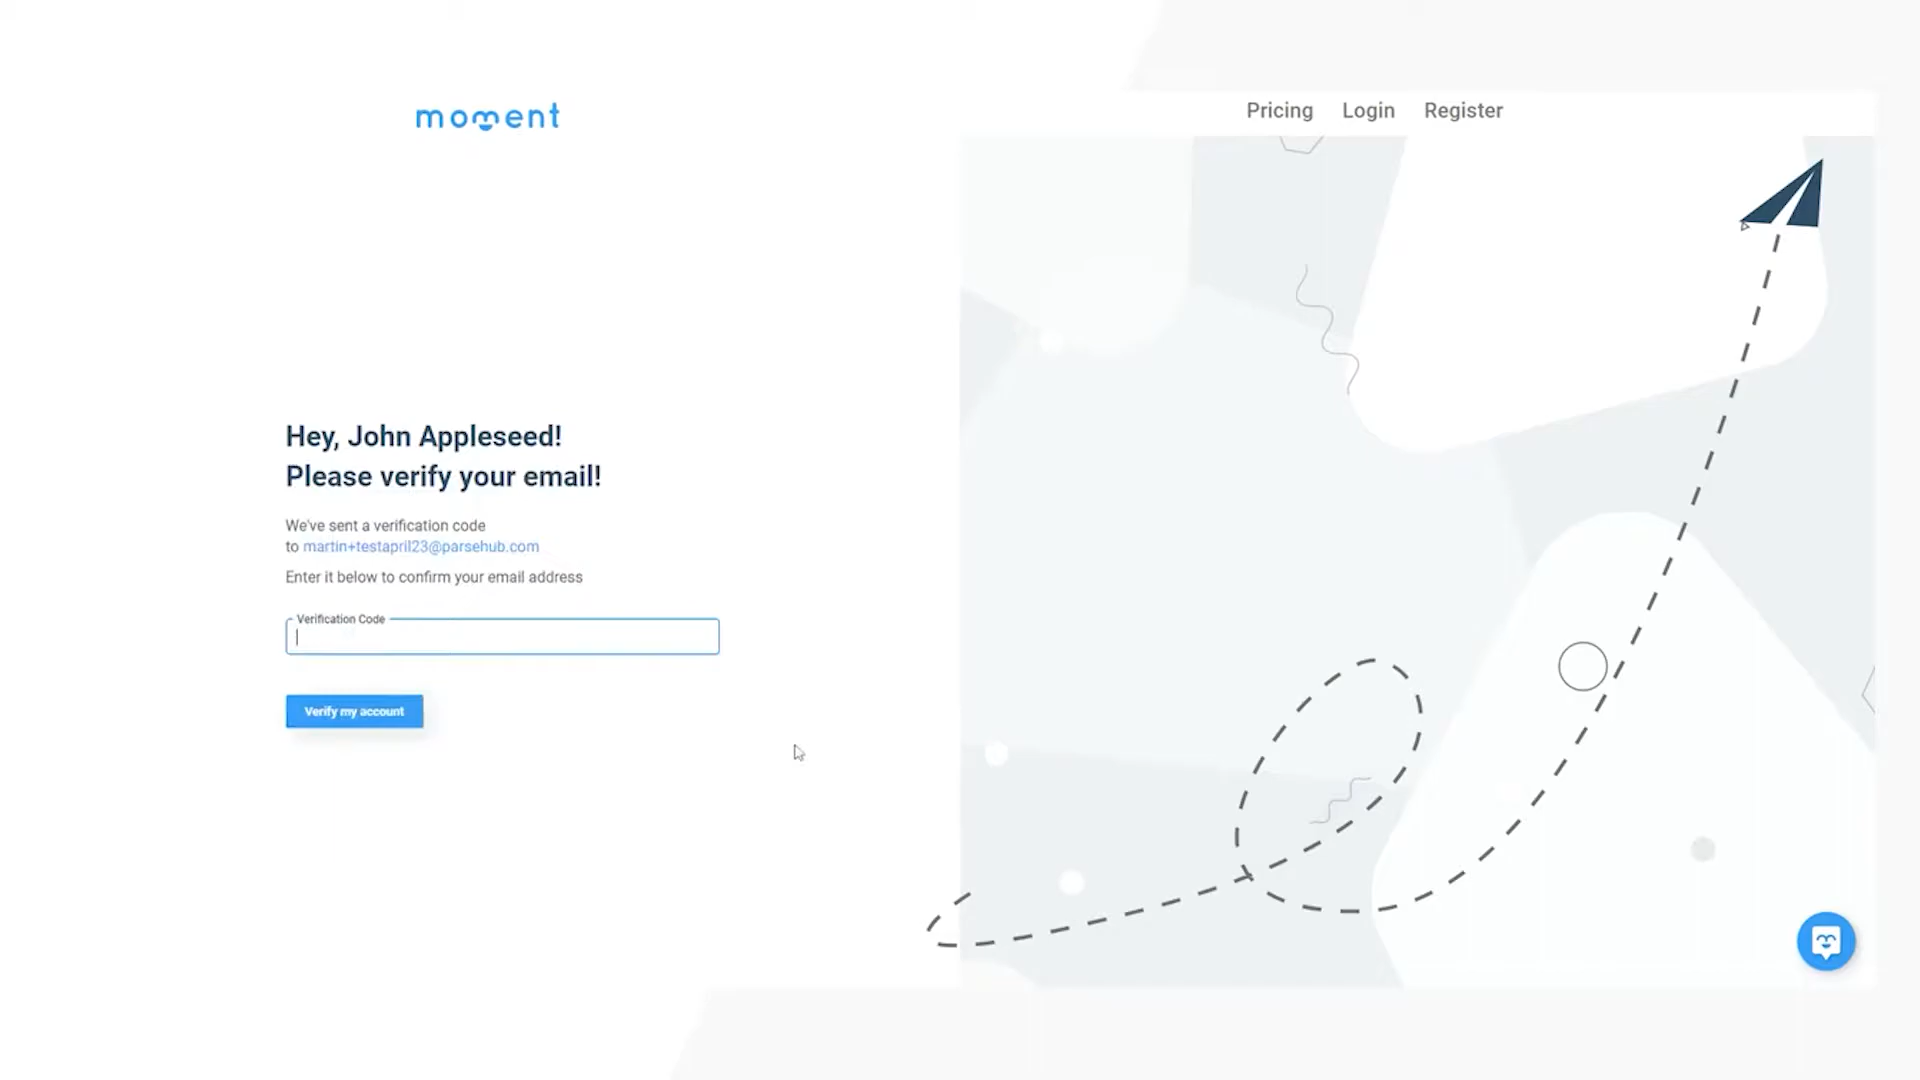 moment
Pricing Login Register
Hey, John Appleseed!
Please verify your email!
We've sent a verification code
to martin+testapril23@parsehub.com
Enter it below to confirm your email address
Verification Code
Verify my account